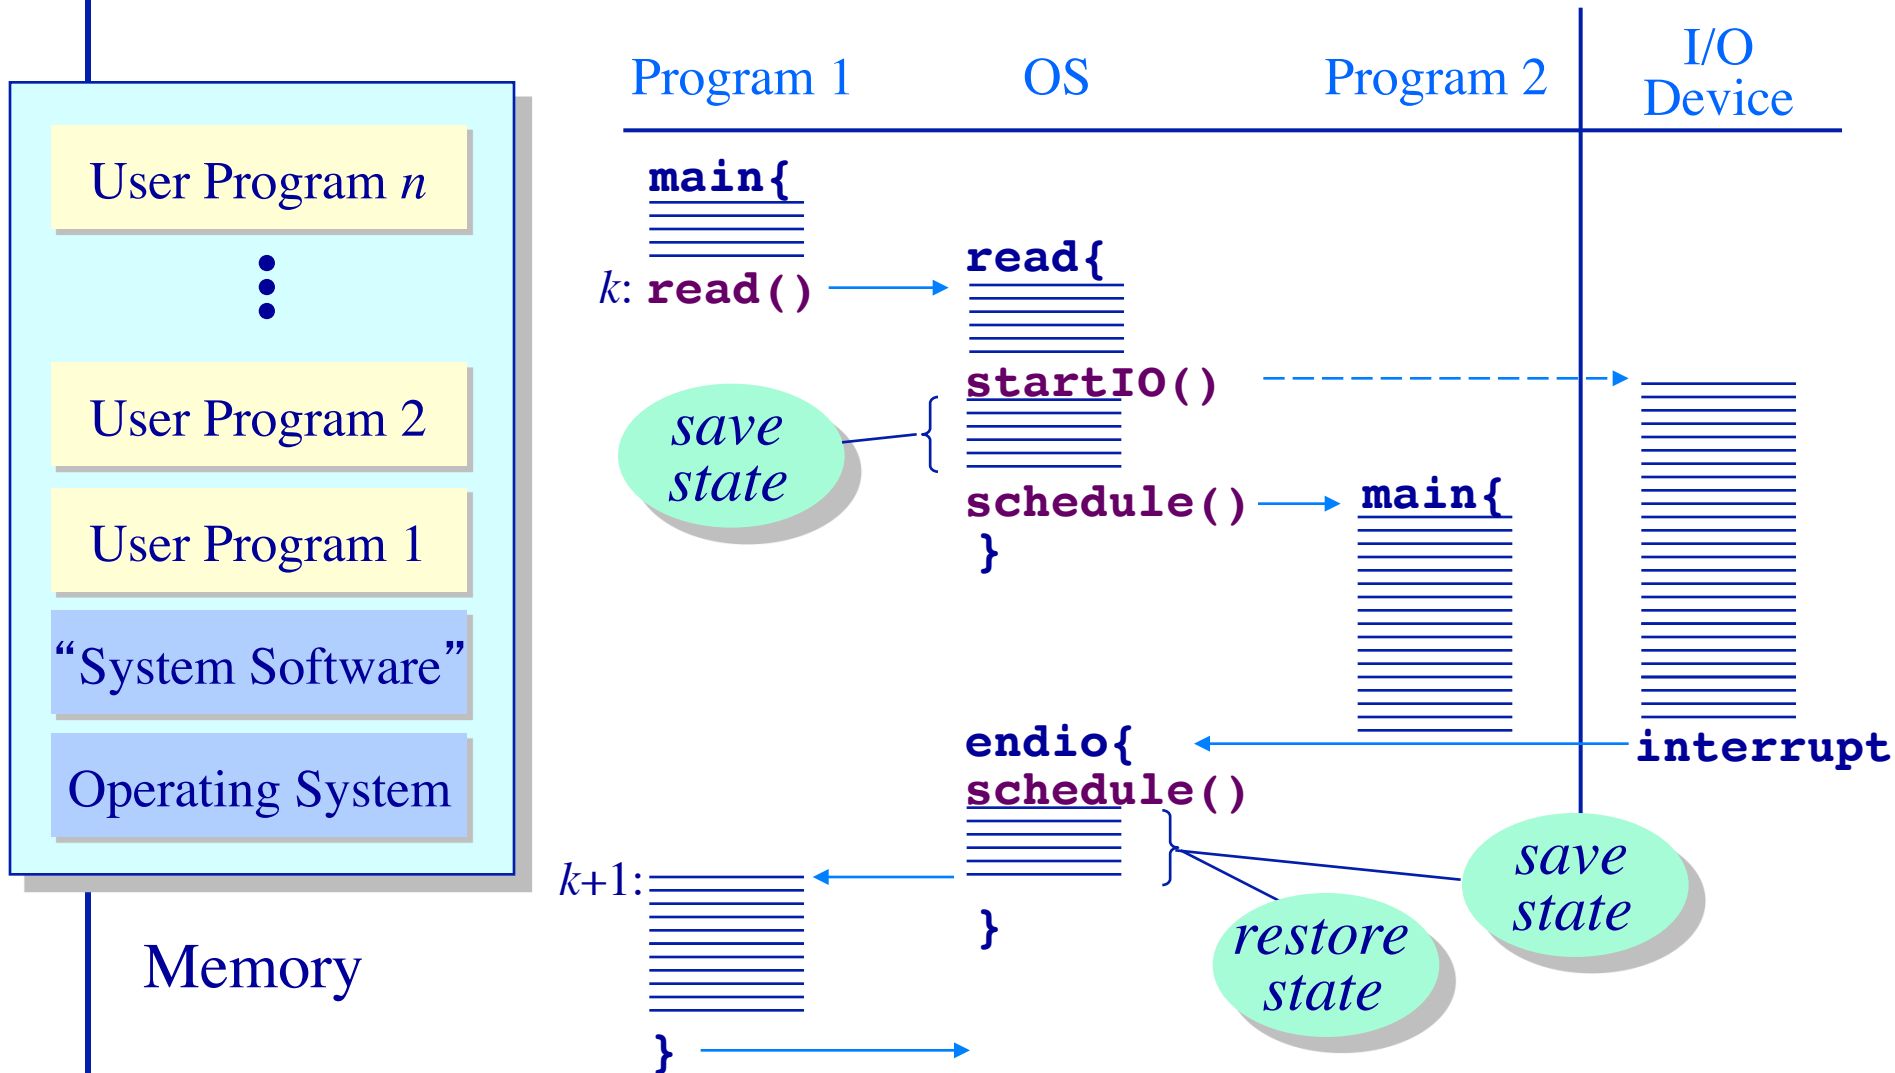 User Program n
User Program 2
User Program 1
“System Software”
Operating System
Memory
Program 1
OS
Program 2
I/O
Device
main{
k: read()
read{
startIO()
save
state
schedule()
}
main{
endio{
interrupt
schedule()
k+1:
save
state
restore
state
}
}